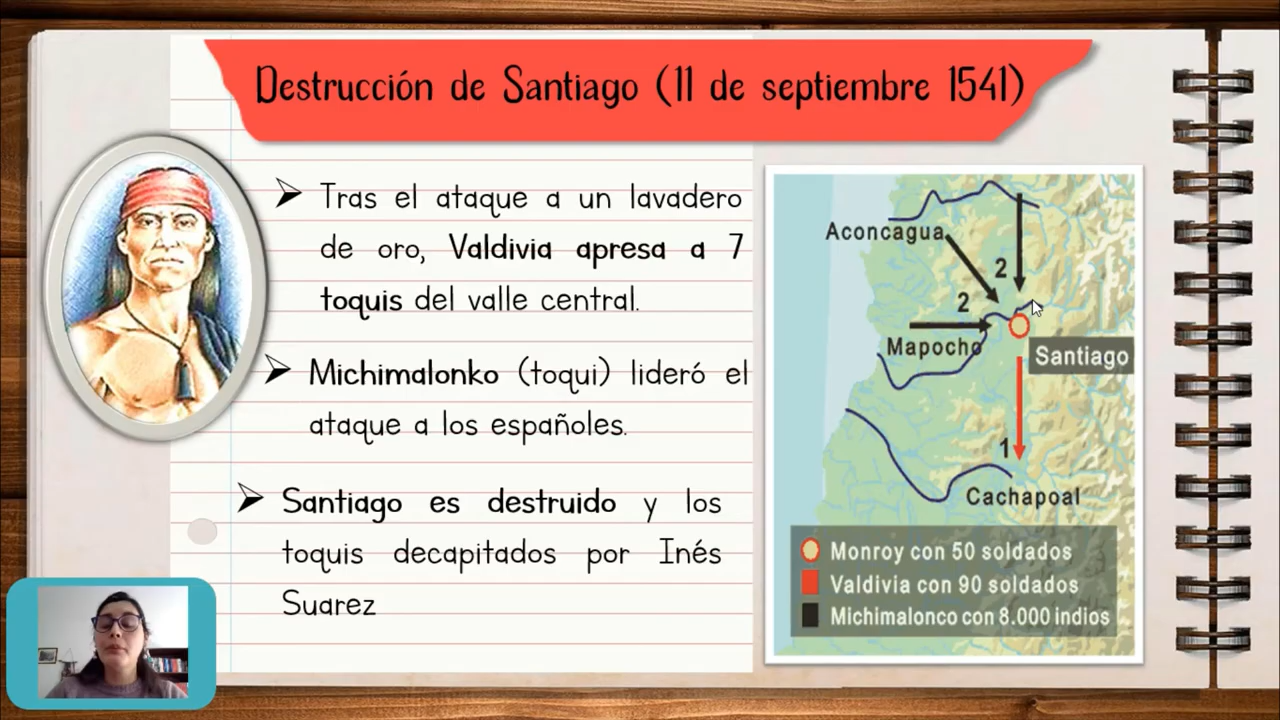 Destrucción de Santiago (11 de septiembre 1541)
Tras el ataque a un lavadero
de oro, Valdivia apresa a 7
toquis del valle central.
Michimalonko (toqui) lideró el
ataque a los españoles.
Santiago es destruido y los
toquis decapitados por Inés
Suarez
Aconcagua
2
2
Mapocho
Santiago
1
Cachapoal
Monroy con 50 soldados
Valdivia con 90 soldados
Michimalonco con 8.000 indios